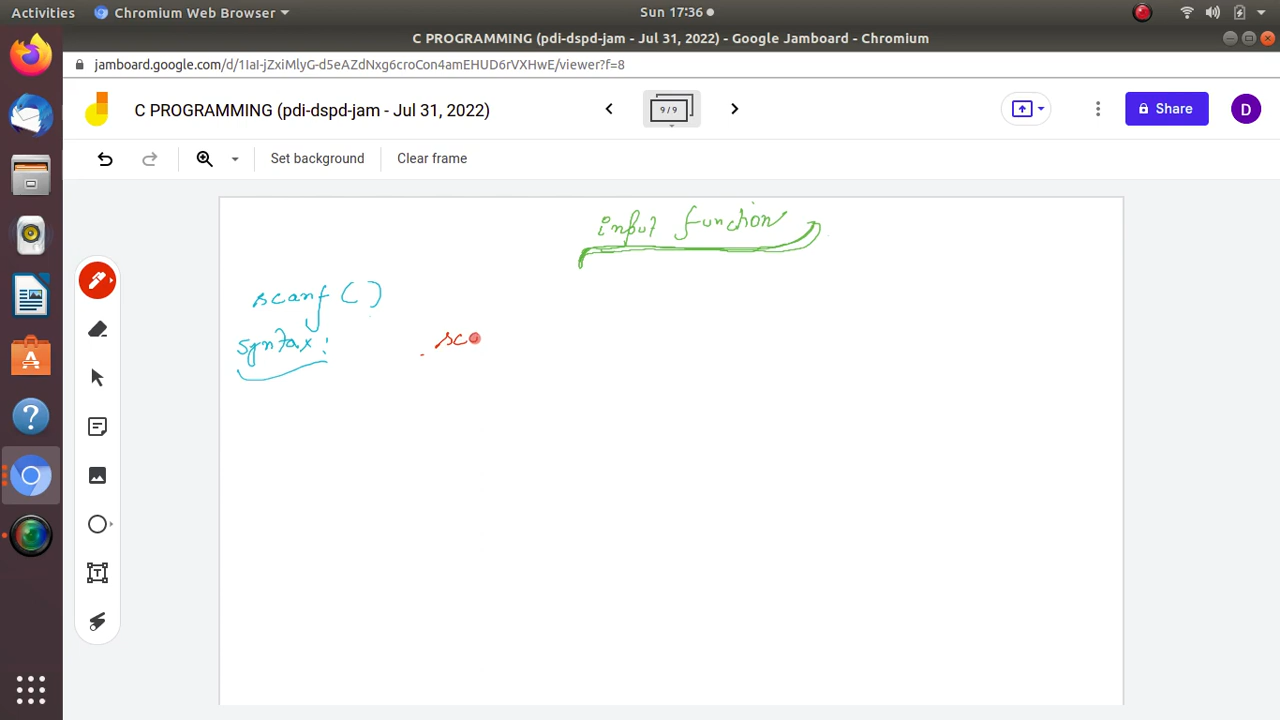 Activities Chromium Web Browser Sun 17:36
C PROGRAMMING (pdi-dspd-jam - Jul 31, 2022) - Google Jamboard - Chromium
jamboard.google.com/d/1IaI-jZxiMlyG-d5eAZdNxg6croCon4amEHUD6rVXHwE/viewer?f=8
C PROGRAMMING (pdi-dspd-jam - Jul 31, 2022) 9/9 Share D
Set background Clear frame
input function
scanf ( )
syntax : sc